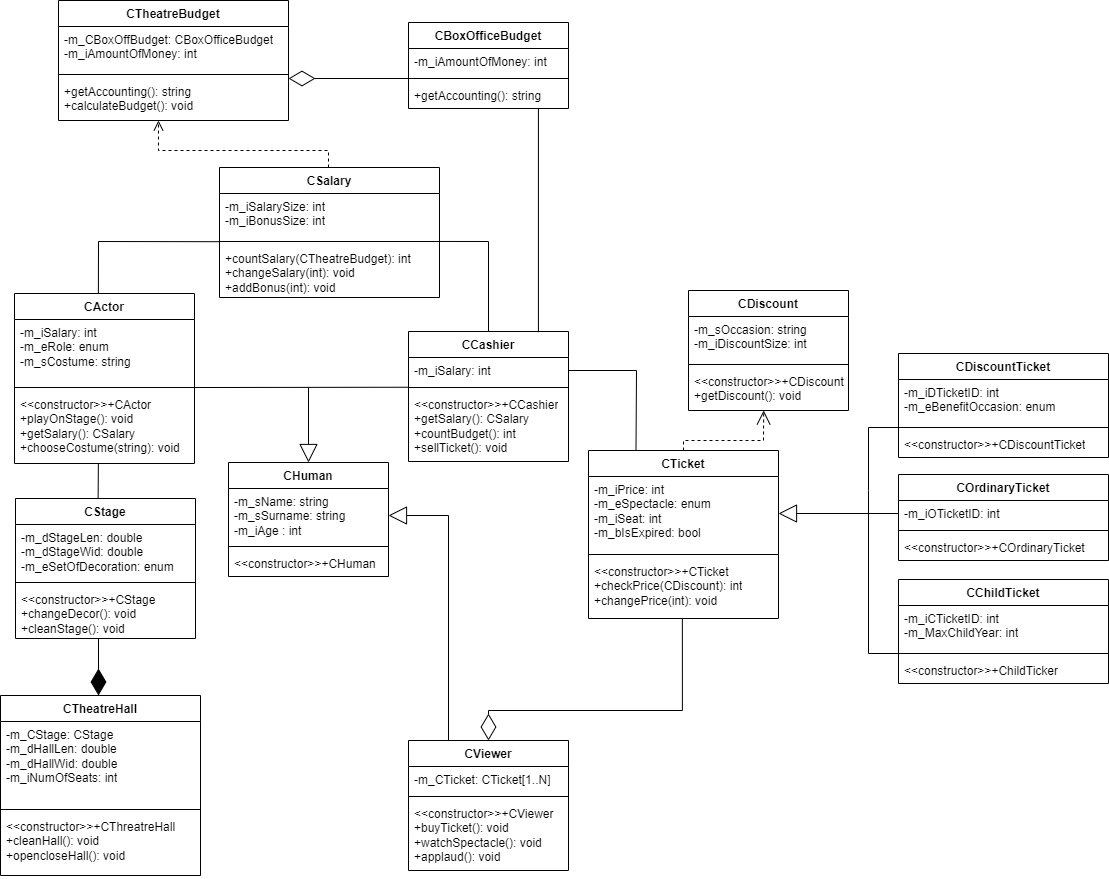 CTheatreBudget
-m_CBoxOffBudget: CBoxOfficeBudget
-m_iAmountOfMoney: int
+getAccounting(): string
+calculateBudget(): void
CBoxOfficeBudget
-m_iAmountOfMoney: int
+getAccounting(): string
CSalary
-m_iSalarySize: int
-m_iBonusSize: int
+countSalary(CTheatreBudget): int
+changeSalary(int): void
+addBonus(int): void
CActor
-m_iSalary: int
-m_eRole: enum
-m_sCostume: string
<<constructor>>+CActor
+playOnStage(): void
+getSalary(): CSalary
+chooseCostume(string): void
CCashier
-m_iSalary: int
<<constructor>>+CCashier
+getSalary(): CSalary
+countBudget(): int
+sellTicket(): void
CDiscount
-m_sOccasion: string
-m_iDiscountSize: int
<<constructor>>+CDiscount
+getDiscount(): void
CDiscountTicket
-m_iDTicketID: int
-m_eBenefitOccasion: enum
<<constructor>>+CDiscountTicket
CHuman
-m_sName: string
-m_sSurname: string
-m_iAge : int
<<constructor>>+CHuman
CTicket
-m_iPrice: int
-m_eSpectacle: enum
-m_iSeat: int
-m_bIsExpired: bool
<<constructor>>+CTicket
+checkPrice(CDiscount): int
+changePrice(int): void
COrdinaryTicket
-m_iOTicketID: int
<<constructor>>+COrdinaryTicket
CStage
-m_dStageLen: double
-m_dStageWid: double
-m_eSetOfDecoration: enum
<<constructor>>+CStage
+changeDecor(): void
+cleanStage(): void
CChildTicket
-m_iCTicketID: int
-m_MaxChildYear: int
<<constructor>>+ChildTicker
CTheatreHall
-m_CStage: CStage
-m_dHallLen: double
-m_dHallWid: double
-m_iNumOfSeats: int
<<constructor>>+CThreatreHall
+cleanHall(): void
+opencloseHall(): void
CViewer
-m_CTicket: CTicket[1..N]
<<constructor>>+CViewer
+buyTicket(): void
+watchSpectacle(): void
+applaud(): void